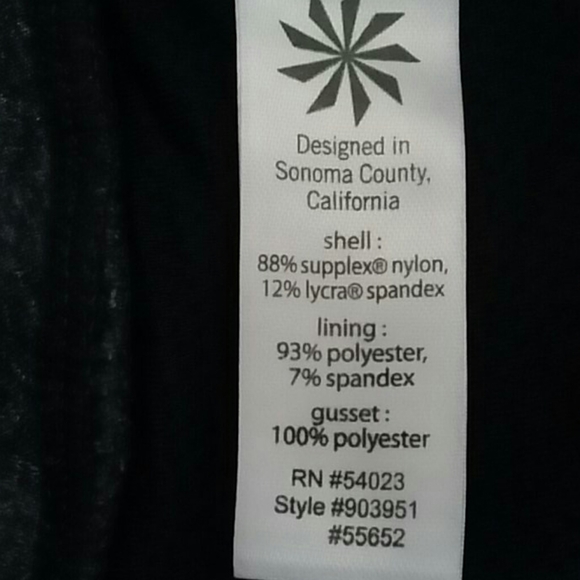 Designed in
Sonoma County,
California
shell :
88% supplex® nylon,
12% lycra® spandex
lining :
93% polyester,
7% spandex
gusset :
100% polyester
RN #54023
Style #903951
#55652